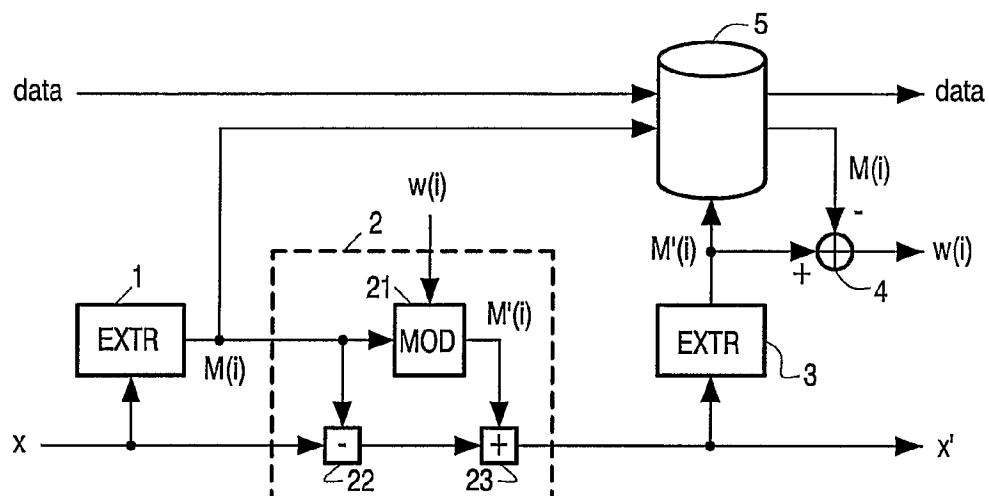 5
data
data
w(i)
M(i)
2
-
M'(i)
w(i)
1
21
M'(i)
+
4
EXTR
MOD
EXTR
M(i)
3
x
-
+
x'
22
23